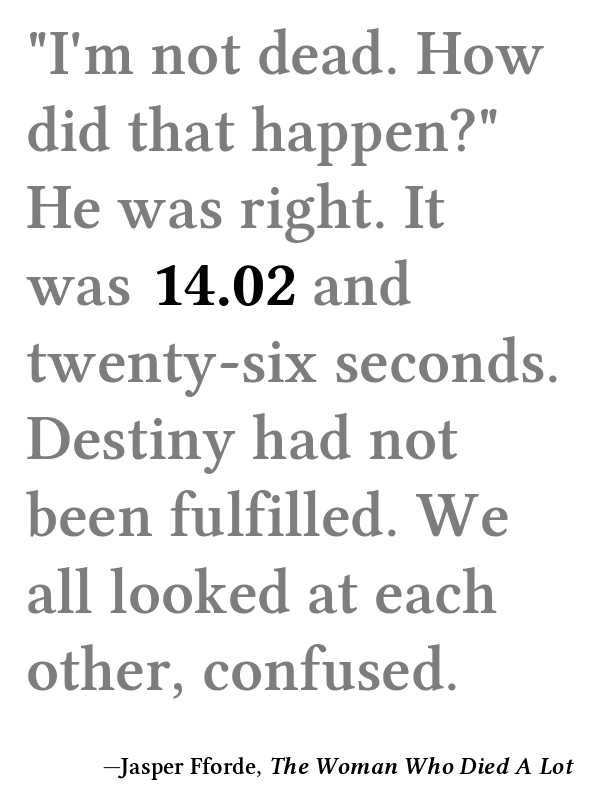 "I'm not dead. How
did that happen?"
He was right. It
was 14.02 and
twenty-six seconds.
Destiny had not
been fulfilled. We
all looked at each
other, confused.
—Jasper Fforde, The Woman Who Died A Lot